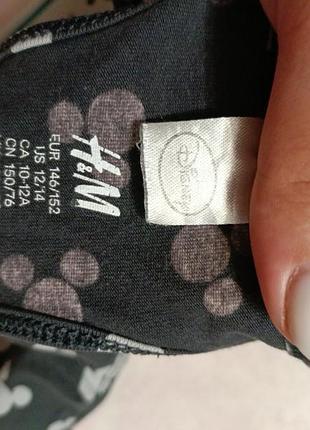 H&M
EUR 146/152
US 12/14
CA 10-12A
CN 150/76
Disney